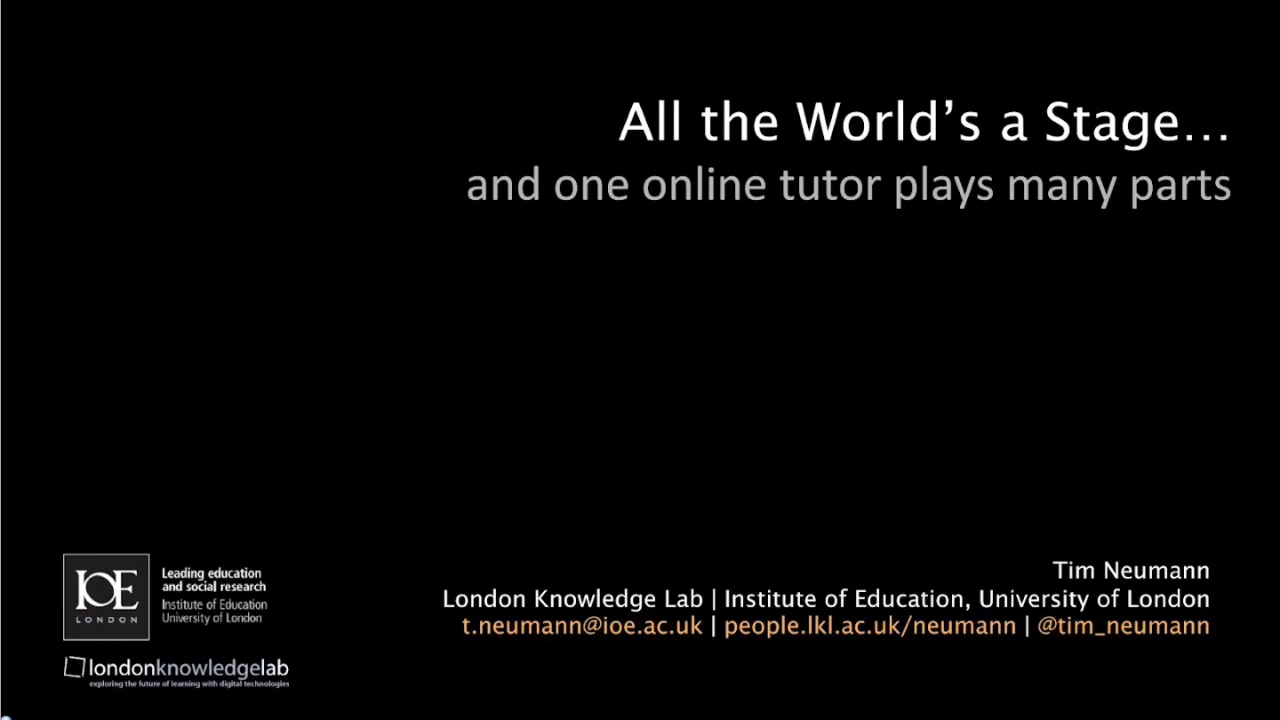 All the World’s a Stage…
and one online tutor plays many parts
IOE
LONDON
Leading education
and social research
Institute of Education
University of London
londonknowledgelab
exploring the future of learning with digital technologies
Tim Neumann
London Knowledge Lab | Institute of Education, University of London
t.neumann@ioe.ac.uk | people.lkl.ac.uk/neumann | @tim_neumann